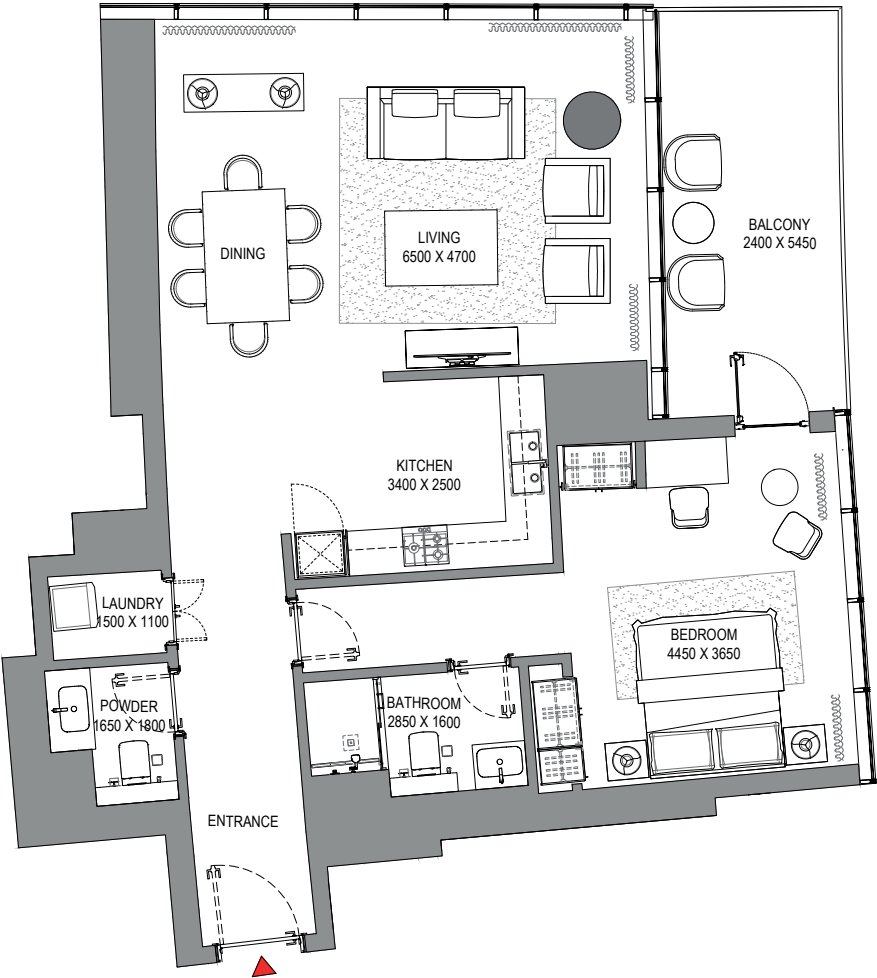 LIVING
6500 X 4700
DINING
BALCONY
2400 X 5450
KITCHEN
3400 X 2500
LAUNDRY
1500 X 1100
BEDROOM
4450 X 3650
POWDER
1650 X 1800
BATHROOM
2850 X 1600
ENTRANCE